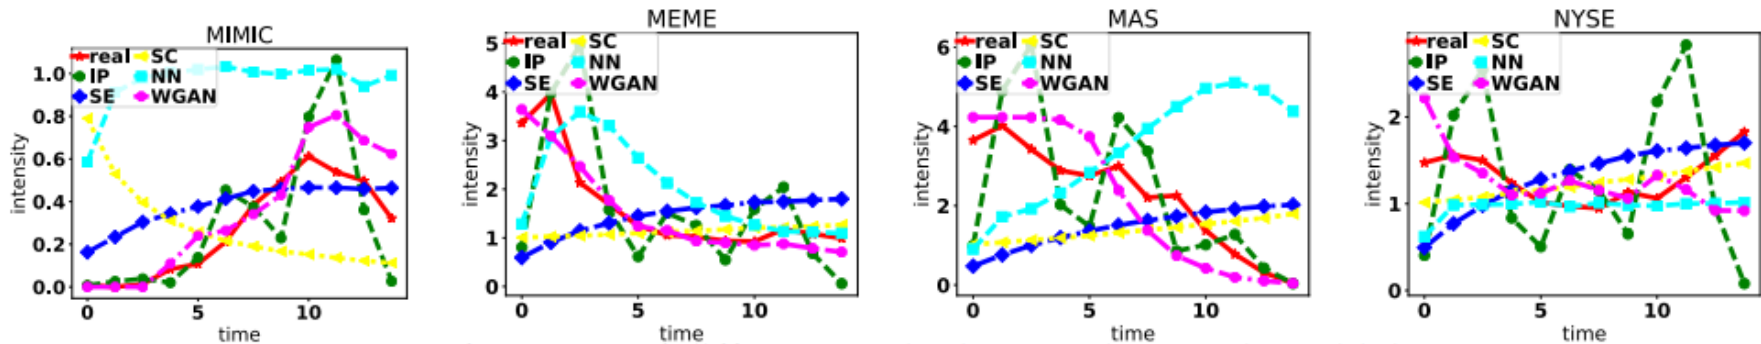 MIMIC
real SC
IP NN
SE WGAN
1.0
0.8
0.6
0.4
0.2
0.0
intensity
0 5 10
time
MEME
real SC
IP NN
SE WGAN
5
4
3
2
1
0
intensity
0 5 10
time
MAS
real SC
IP NN
SE WGAN
6
4
2
0
intensity
0 5 10
time
NYSE
real SC
IP NN
SE WGAN
2
1
0
intensity
0 5 10
time